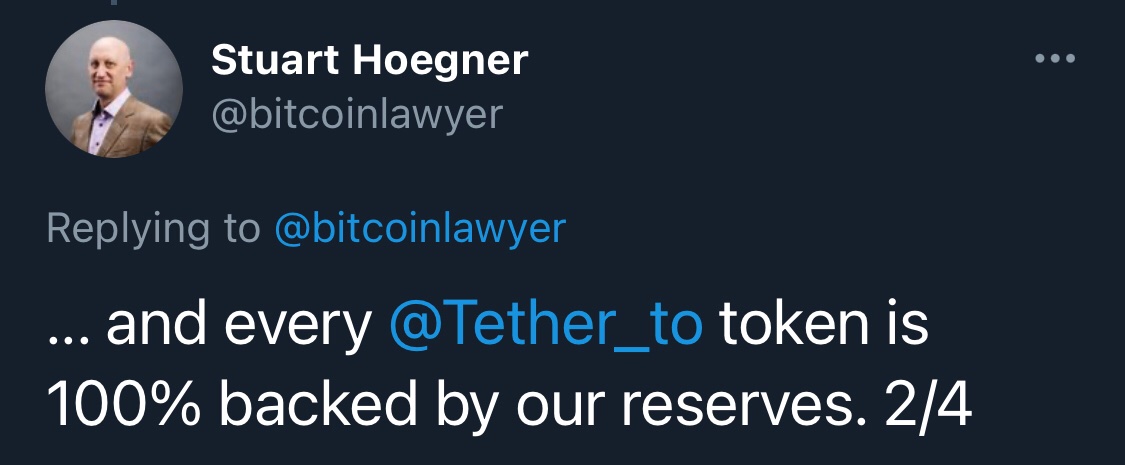 Stuart Hoegner
@bitcoinlawyer
Replying to @bitcoinlawyer
... and every @Tether_to token is
100% backed by our reserves. 2/4